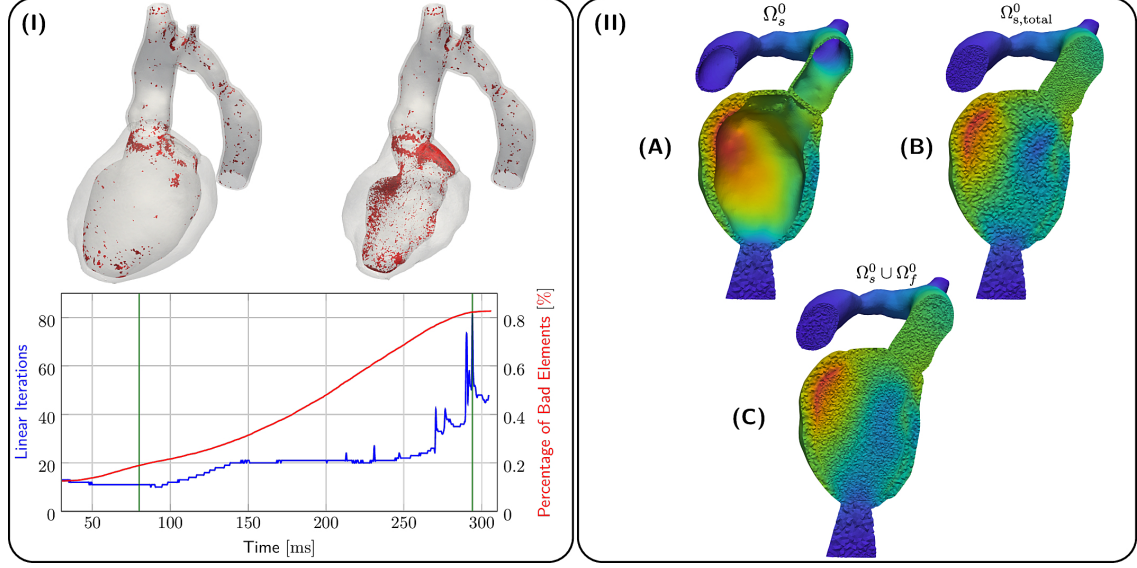 (I)
80
60
40
20
0
0.8
0.6
0.4
0.2
0
50
100
150
200
250
300
Linear Iterations
Percentage of Bad Elements [%]
Time [ms]
(II)
Ω_s^0
Ω_{s,total}^0
(A)
(B)
Ω_s^0 ∪ Ω_f^0
(C)